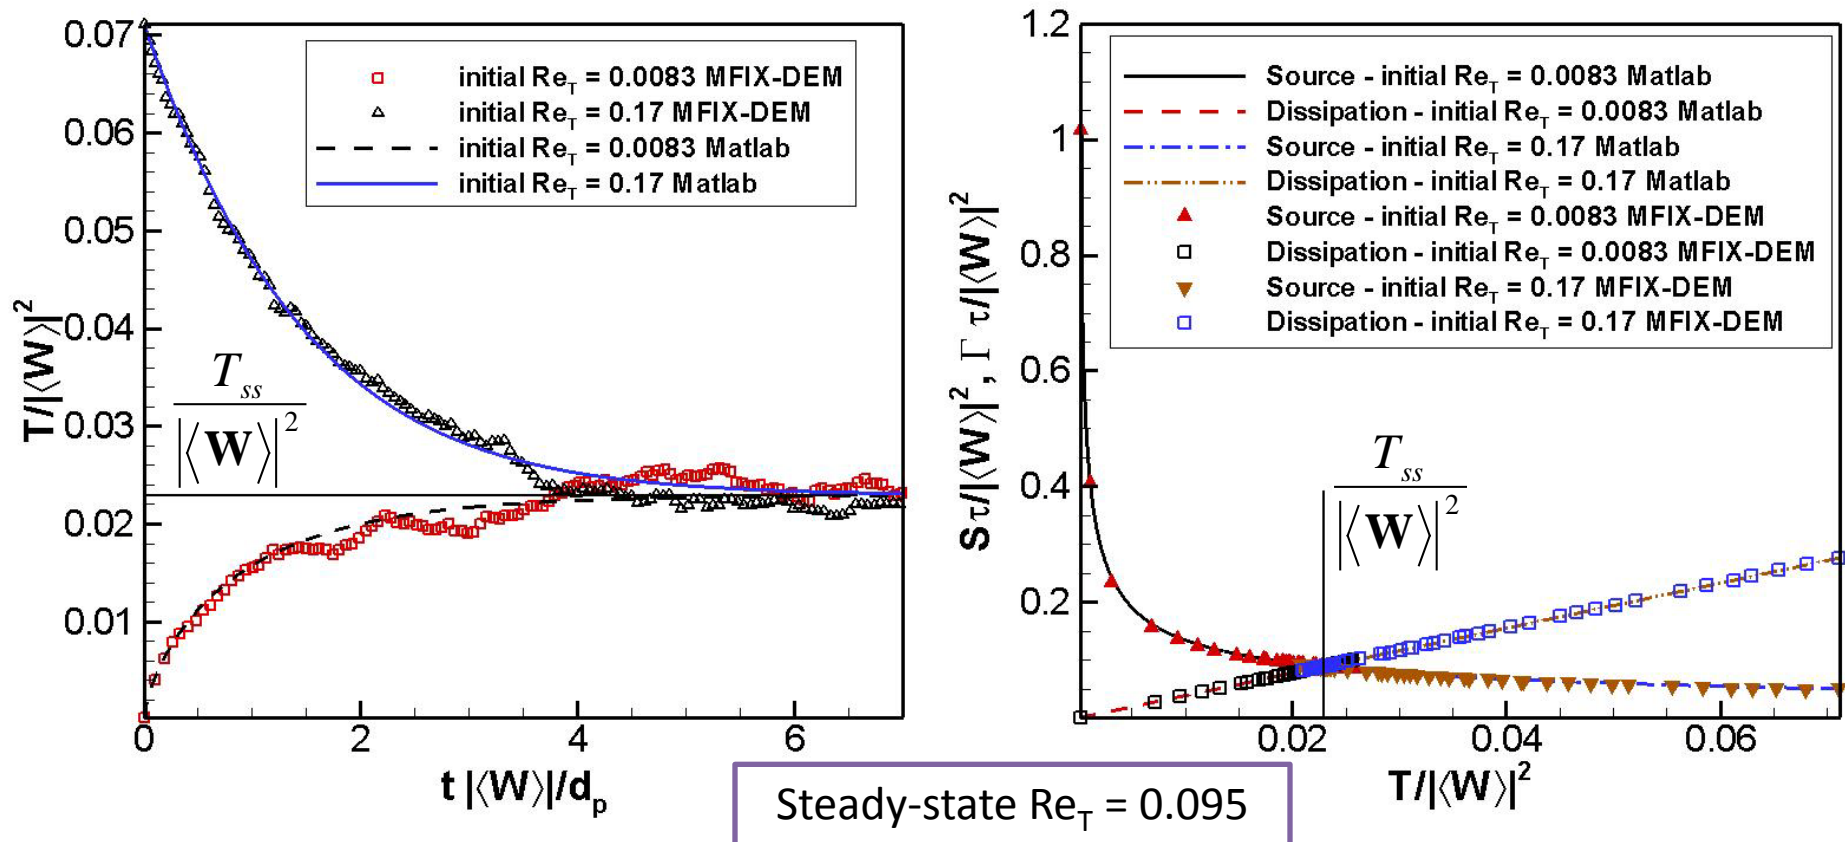 0.07
0.06
0.05
0.04
0.03
0.02
0.01
0
2
4
6
T/|⟨W⟩|²
t |⟨W⟩|/dₚ
initial Re_T = 0.0083 MFIX-DEM
initial Re_T = 0.17 MFIX-DEM
initial Re_T = 0.0083 Matlab
initial Re_T = 0.17 Matlab
T_ss
|⟨W⟩|²
1.2
1
0.8
0.6
0.4
0.2
0.02
0.04
0.06
Sτ/|⟨W⟩|², Γ τ/|⟨W⟩|²
T/|⟨W⟩|²
Source - initial Re_T = 0.0083 Matlab
Dissipation - initial Re_T = 0.0083 Matlab
Source - initial Re_T = 0.17 Matlab
Dissipation - initial Re_T = 0.17 Matlab
Source - initial Re_T = 0.0083 MFIX-DEM
Dissipation - initial Re_T = 0.0083 MFIX-DEM
Source - initial Re_T = 0.17 MFIX-DEM
Dissipation - initial Re_T = 0.17 MFIX-DEM
T_ss
|⟨W⟩|²
Steady-state Re_T = 0.095